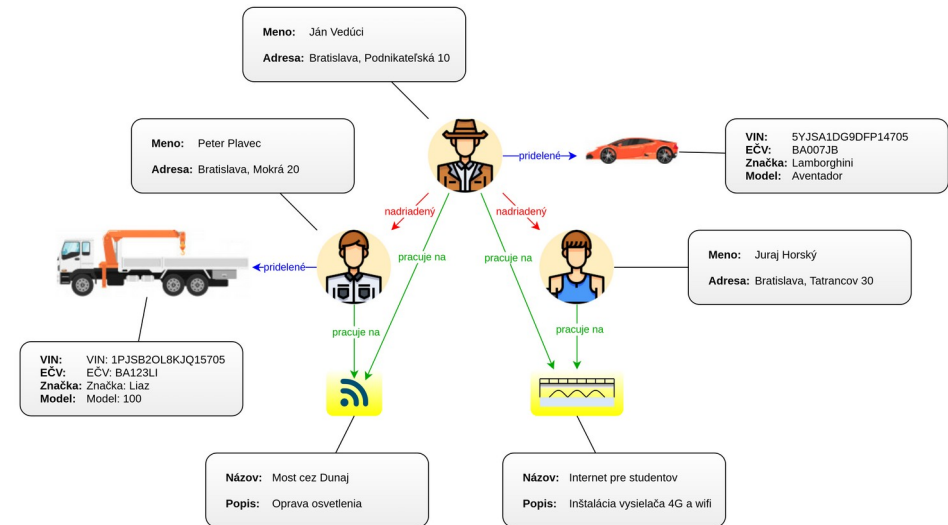 Meno: Ján Vedúci
Adresa: Bratislava, Podnikateľská 10
Meno: Peter Plavec
Adresa: Bratislava, Mokrá 20
pridelené
VIN: 5YJSA1DG9DFP14705
EČV: BA007JB
Značka: Lamborghini
Model: Aventador
nadriadený
nadriadený
pracuje na
pracuje na
pridelené
Meno: Juraj Horský
Adresa: Bratislava, Tatrancov 30
pracuje na
pracuje na
VIN: VIN: 1PJSB2OL8KJQ15705
EČV: EČV: BA123LI
Značka: Značka: Liaz
Model: Model: 100
Názov: Most cez Dunaj
Popis: Oprava osvetlenia
Názov: Internet pre studentov
Popis: Inštalácia vysielača 4G a wifi